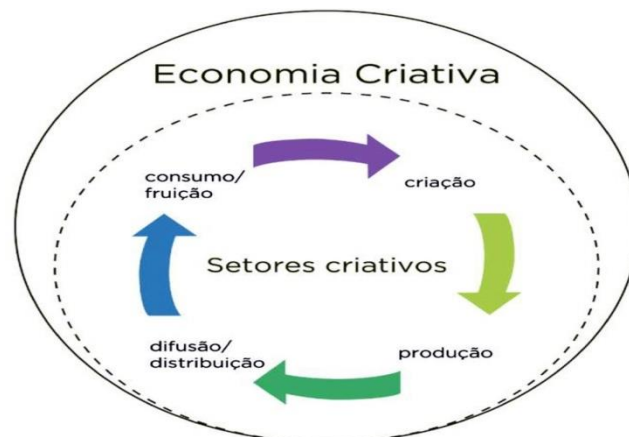 Economia Criativa
consumo/
fruição
criação
Setores criativos
difusão/
distribuição
produção